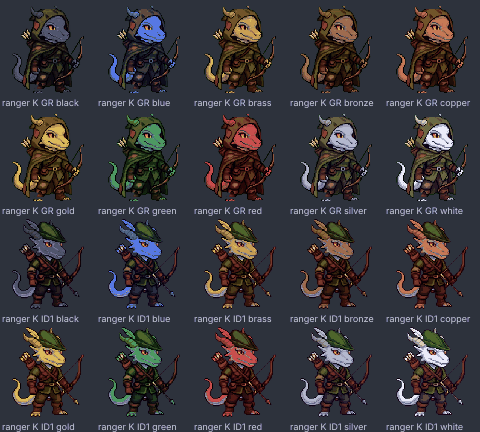 ranger K GR black
ranger K GR blue
ranger K GR brass
ranger K GR bronze
ranger K GR copper
ranger K GR gold
ranger K GR green
ranger K GR red
ranger K GR silver
ranger K GR white
ranger K ID1 black
ranger K ID1 blue
ranger K ID1 brass
ranger K ID1 bronze
ranger K ID1 copper
ranger K ID1 gold
ranger K ID1 green
ranger K ID1 red
ranger K ID1 silver
ranger K ID1 white